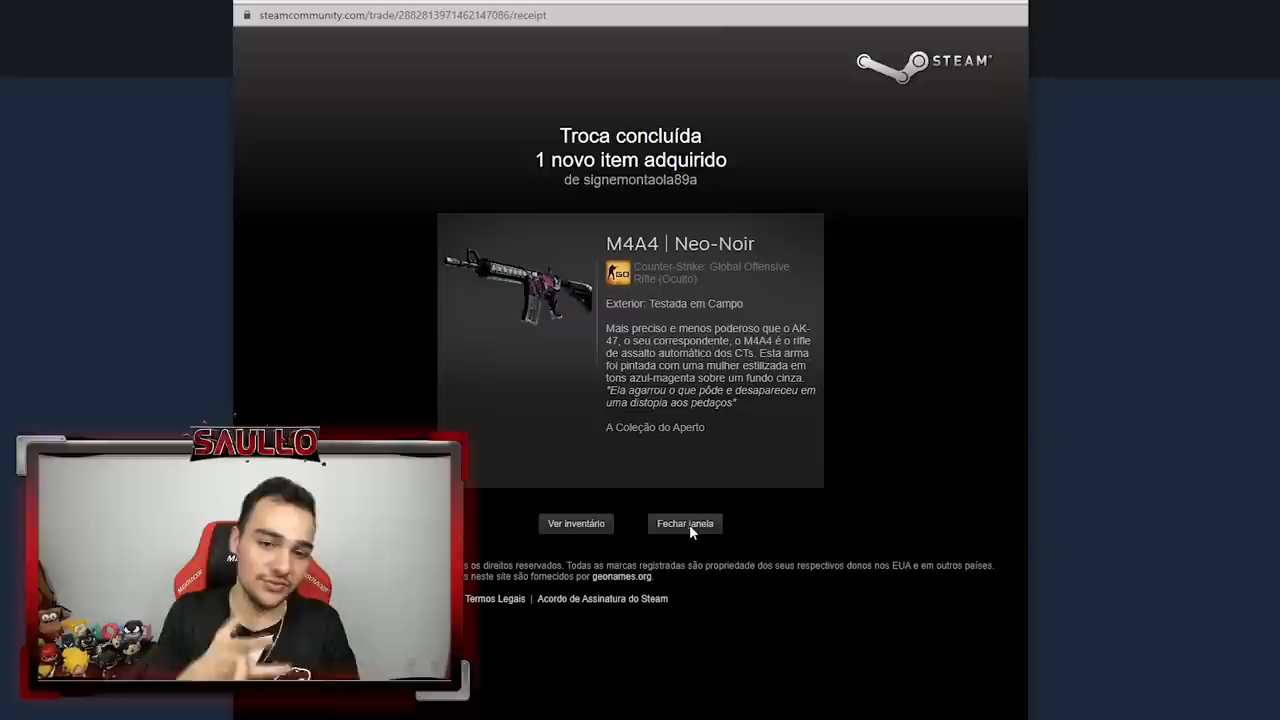 steamcommunity.com/trade/2882813971462147086/receipt
STEAM
Troca concluída
1 novo item adquirido
de signemontaola89a
M4A4 | Neo-Noir
GO
Counter-Strike: Global Offensive
Rifle (Oculto)
Exterior: Testada em Campo
Mais preciso e menos poderoso que o AK-
47, o seu correspondente, o M4A4 é o rifle
de assalto automático dos CTs. Esta arma
foi pintada com uma mulher estilizada em
tons azul-magenta sobre um fundo cinza.
"Ela agarrou o que pôde e desapareceu em
uma distopia aos pedaços"
A Coleção do Aperto
SAULLO
Ver inventário
Fechar janela
s os direitos reservados. Todas as marcas registradas são propriedade dos seus respectivos donos nos EUA e em outros países.
s neste site são fornecidos por geonames.org.
Termos Legais | Acordo de Assinatura do Steam